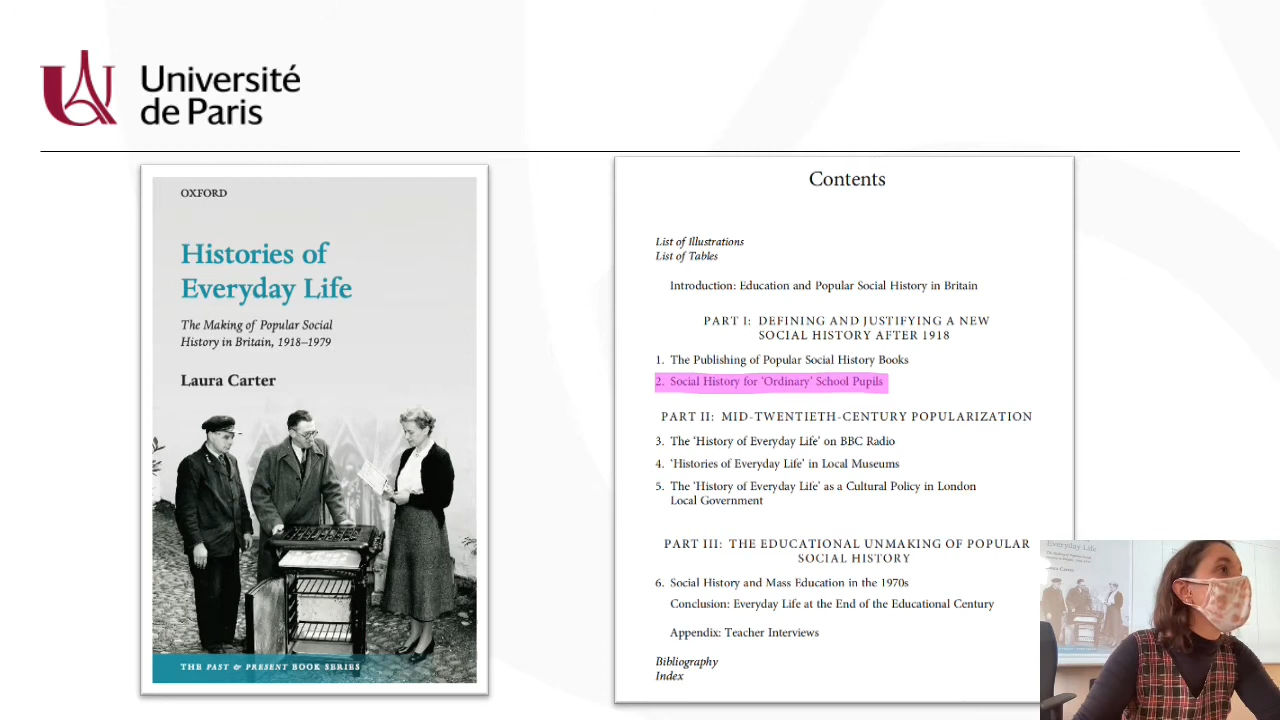 Université
de Paris
OXFORD
Histories of
Everyday Life
The Making of Popular Social
History in Britain, 1918–1979
Laura Carter
THE PAST & PRESENT BOOK SERIES
Contents
List of Illustrations
List of Tables
Introduction: Education and Popular Social History in Britain
PART I: DEFINING AND JUSTIFYING A NEW
SOCIAL HISTORY AFTER 1918
1. The Publishing of Popular Social History Books
2. Social History for ‘Ordinary’ School Pupils
PART II: MID-TWENTIETH-CENTURY POPULARIZATION
3. The ‘History of Everyday Life’ on BBC Radio
4. ‘Histories of Everyday Life’ in Local Museums
5. The ‘History of Everyday Life’ as a Cultural Policy in London
Local Government
PART III: THE EDUCATIONAL UNMAKING OF POPULAR
SOCIAL HISTORY
6. Social History and Mass Education in the 1970s
Conclusion: Everyday Life at the End of the Educational Century
Appendix: Teacher Interviews
Bibliography
Index
Everyday Life
Laura Carter